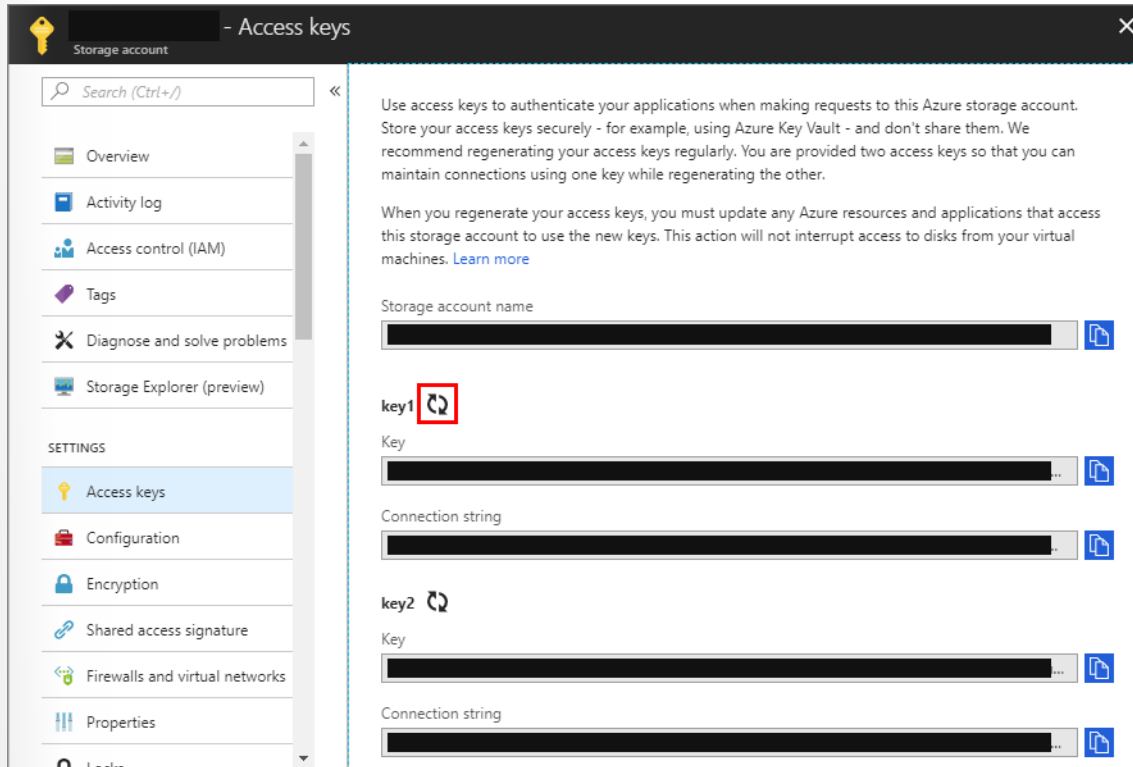 - Access keys
Storage account
Search (Ctrl+/)
Overview
Activity log
Access control (IAM)
Tags
Diagnose and solve problems
Storage Explorer (preview)
SETTINGS
Access keys
Configuration
Encryption
Shared access signature
Firewalls and virtual networks
Properties
Locks
Use access keys to authenticate your applications when making requests to this Azure storage account.
Store your access keys securely - for example, using Azure Key Vault - and don't share them. We
recommend regenerating your access keys regularly. You are provided two access keys so that you can
maintain connections using one key while regenerating the other.
When you regenerate your access keys, you must update any Azure resources and applications that access
this storage account to use the new keys. This action will not interrupt access to disks from your virtual
machines. Learn more
Storage account name
key1
Key
...
Connection string
..
key2
Key
...
Connection string
...